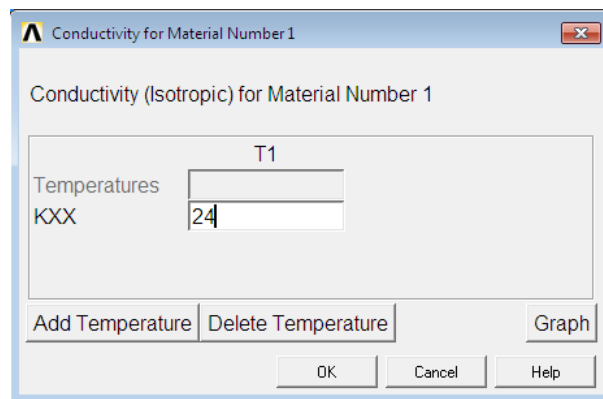 Conductivity for Material Number 1
Conductivity (Isotropic) for Material Number 1
T1
Temperatures
KXX 24
Add Temperature Delete Temperature Graph
OK Cancel Help